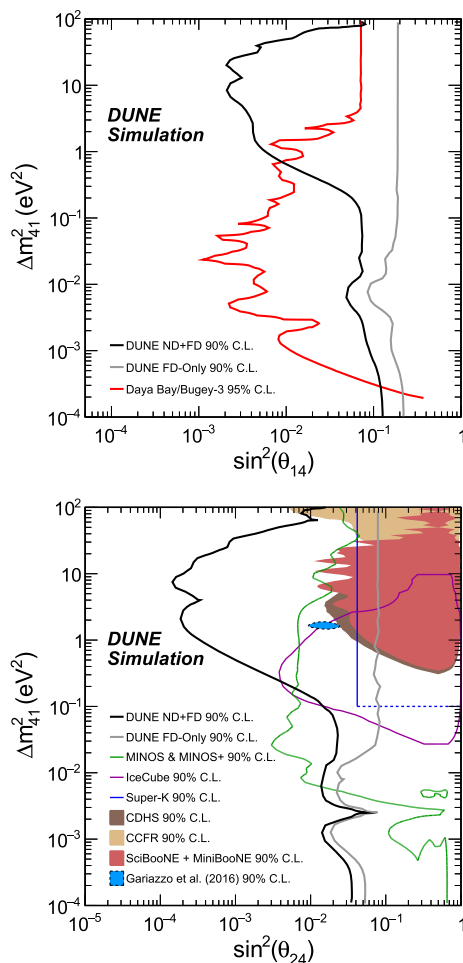 10²
10
1
10⁻¹
10⁻²
10⁻³
10⁻⁴
Δm²₄₁ (eV²)
DUNE
Simulation
DUNE ND+FD 90% C.L.
DUNE FD-Only 90% C.L.
Daya Bay/Bugey-3 95% C.L.
10⁻⁴ 10⁻³ 10⁻² 10⁻¹ 1
sin²(θ₁₄)
10²
10
1
10⁻¹
10⁻²
10⁻³
10⁻⁴
Δm²₄₁ (eV²)
DUNE
Simulation
DUNE ND+FD 90% C.L.
DUNE FD-Only 90% C.L.
MINOS & MINOS+ 90% C.L.
IceCube 90% C.L.
Super-K 90% C.L.
CDHS 90% C.L.
CCFR 90% C.L.
SciBooNE + MiniBooNE 90% C.L.
Gariazzo et al. (2016) 90% C.L.
10⁻⁵ 10⁻⁴ 10⁻³ 10⁻² 10⁻¹ 1
sin²(θ₂₄)